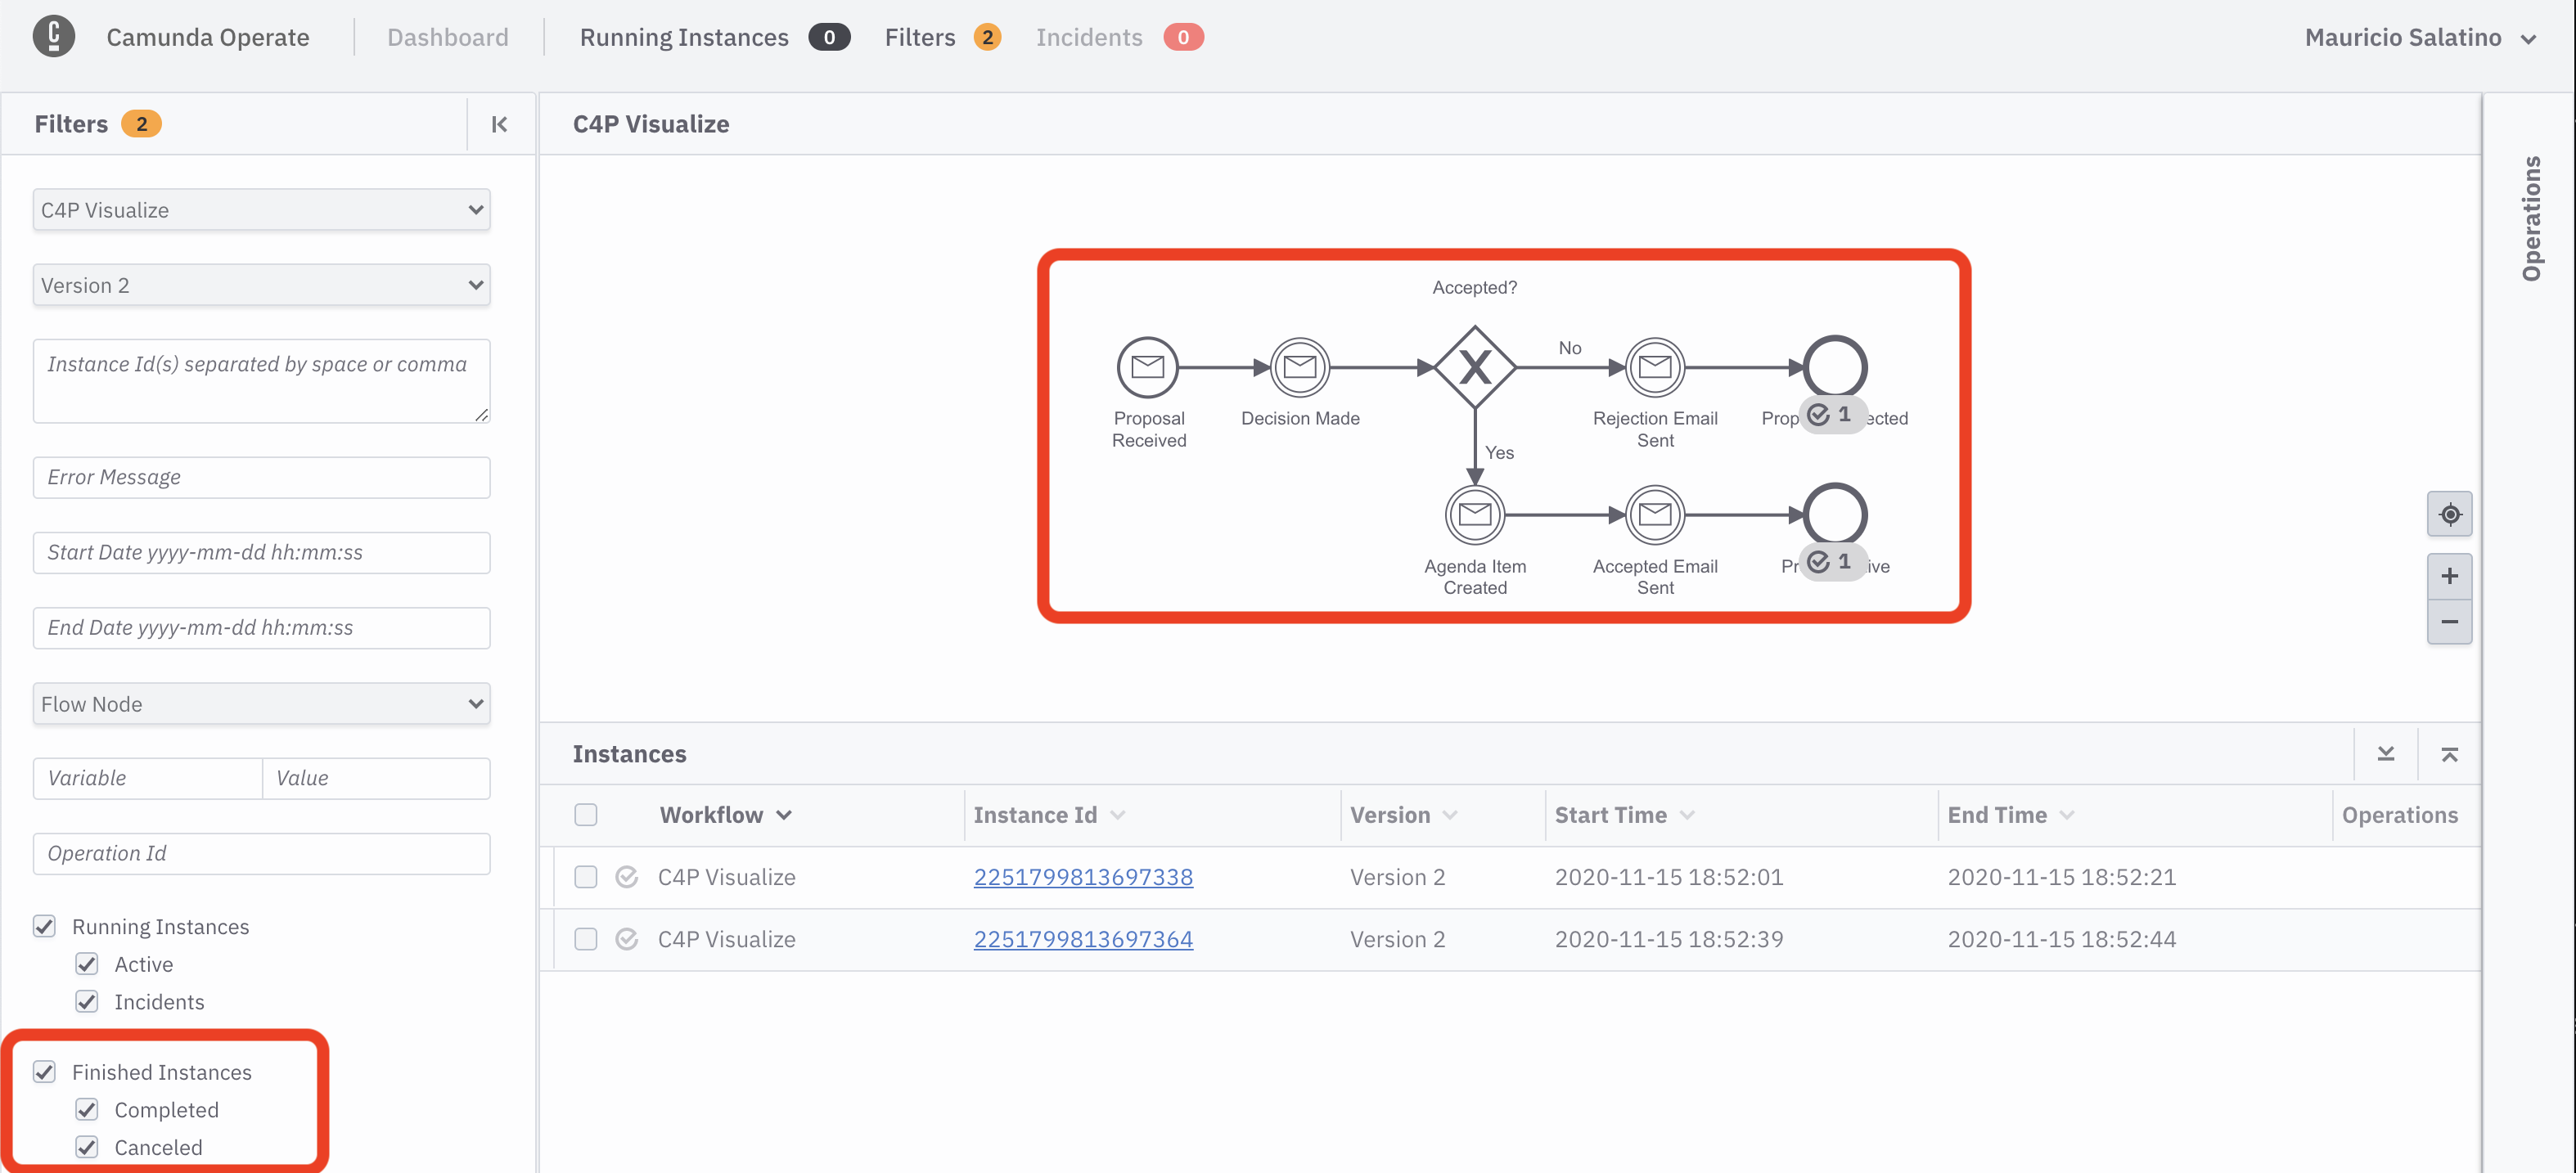 Camunda Operate Dashboard Running Instances 0 Filters 2 Incidents 0 Mauricio Salatino
Filters 2
C4P Visualize
Version 2
Instance Id(s) separated by space or comma
Error Message
Start Date yyyy-mm-dd hh:mm:ss
End Date yyyy-mm-dd hh:mm:ss
Flow Node
Variable Value
Operation Id
Running Instances
Active
Incidents
Finished Instances
Completed
Canceled
C4P Visualize
Accepted?
No
Proposal
Received
Decision Made
Rejection Email
Sent
1
Yes
Agenda Item
Created
Accepted Email
Sent
1
Instances
Workflow Instance Id Version Start Time End Time Operations
C4P Visualize 2251799813697338 Version 2 2020-11-15 18:52:01 2020-11-15 18:52:21
C4P Visualize 2251799813697364 Version 2 2020-11-15 18:52:39 2020-11-15 18:52:44
Operations